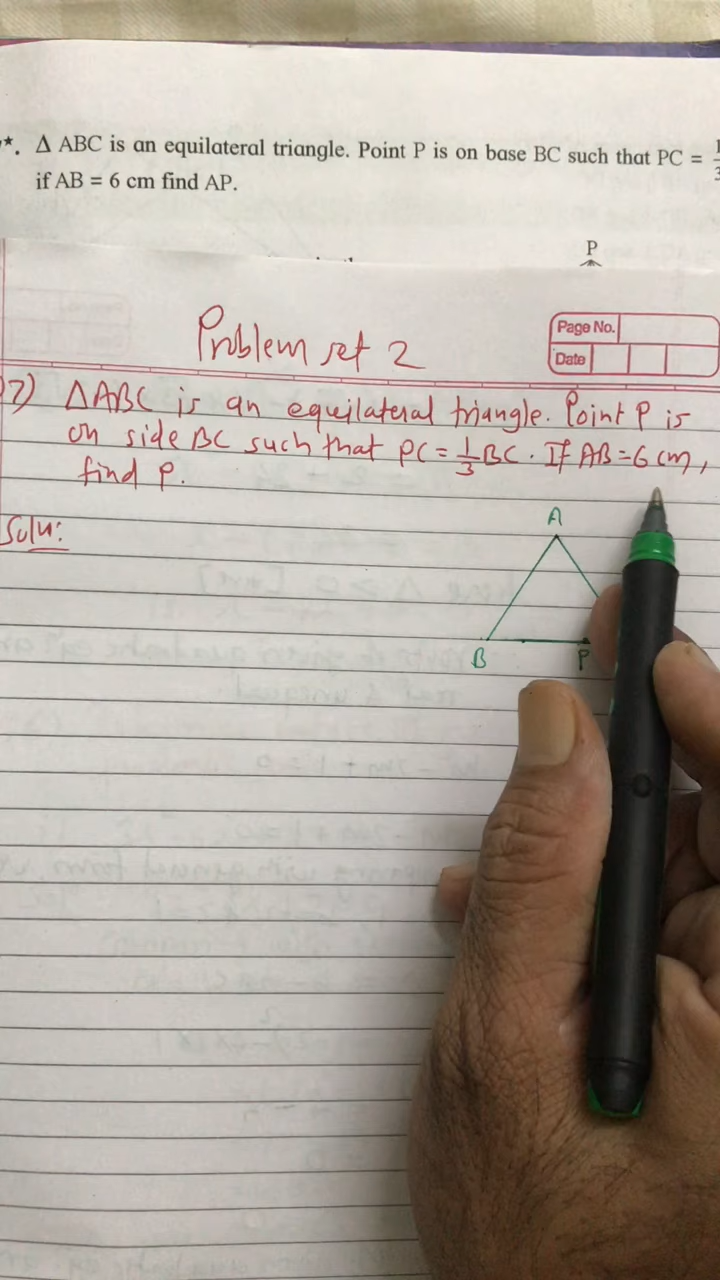 *. Δ ABC is an equilateral triangle. Point P is on base BC such that PC = 1/3
if AB = 6 cm find AP.
P
Problem set 2
Page No.
Date
7) ΔABC is an equilateral triangle. Point P is
on side BC such that PC = 1/3 BC. If AB = 6 cm,
find P.
Solu:
A
B P